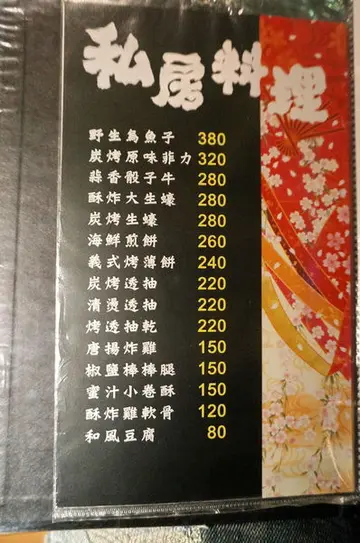 私房料理
野生烏魚子 380
炭烤原味菲力 320
蒜香骰子牛 280
酥炸大生蠔 280
炭烤生蠔 280
海鮮煎餅 260
義式烤薄餅 240
炭烤透抽 220
清燙透抽 220
烤透抽乾 220
唐揚炸雞 150
椒鹽棒棒腿 150
蜜汁小卷酥 150
酥炸雞軟骨 120
和風豆腐 80